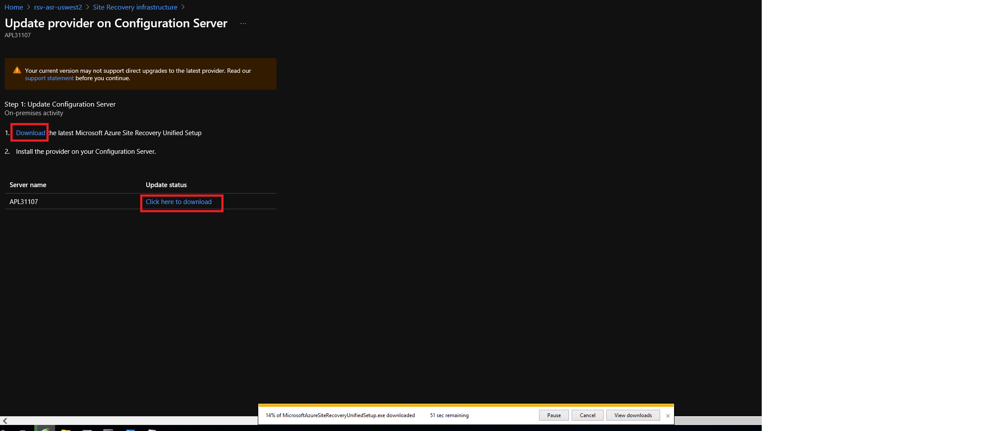 Home > rsv-asr-uswest2 > Site Recovery infrastructure >
Update provider on Configuration Server ...
APL31107
Your current version may not support direct upgrades to the latest provider. Read our
support statement before you continue.
Step 1: Update Configuration Server
On-premises activity
1. Download the latest Microsoft Azure Site Recovery Unified Setup
2. Install the provider on your Configuration Server.
Server name Update status
APL31107 Click here to download
14% of MicrosoftAzureSiteRecoveryUnifiedSetup.exe downloaded 51 sec remaining Pause Cancel View downloads ×